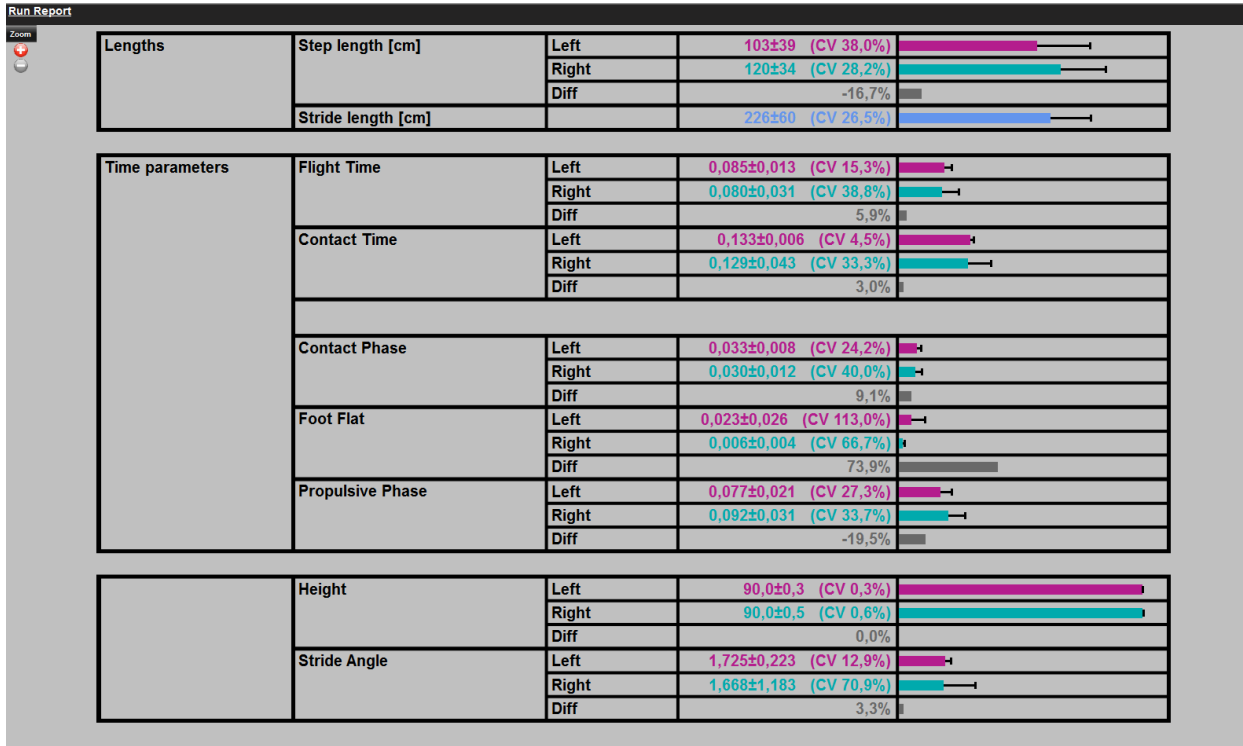 Run Report
Zoom
Lengths Step length [cm] Left 103±39 (CV 38,0%)
Right 120±34 (CV 28,2%)
Diff -16,7%
Stride length [cm] 226±60 (CV 26,5%)
Time parameters Flight Time Left 0,085±0,013 (CV 15,3%)
Right 0,080±0,031 (CV 38,8%)
Diff 5,9%
Contact Time Left 0,133±0,006 (CV 4,5%)
Right 0,129±0,043 (CV 33,3%)
Diff 3,0%
Contact Phase Left 0,033±0,008 (CV 24,2%)
Right 0,030±0,012 (CV 40,0%)
Diff 9,1%
Foot Flat Left 0,023±0,026 (CV 113,0%)
Right 0,006±0,004 (CV 66,7%)
Diff 73,9%
Propulsive Phase Left 0,077±0,021 (CV 27,3%)
Right 0,092±0,031 (CV 33,7%)
Diff -19,5%
Height Left 90,0±0,3 (CV 0,3%)
Right 90,0±0,5 (CV 0,6%)
Diff 0,0%
Stride Angle Left 1,725±0,223 (CV 12,9%)
Right 1,668±1,183 (CV 70,9%)
Diff 3,3%